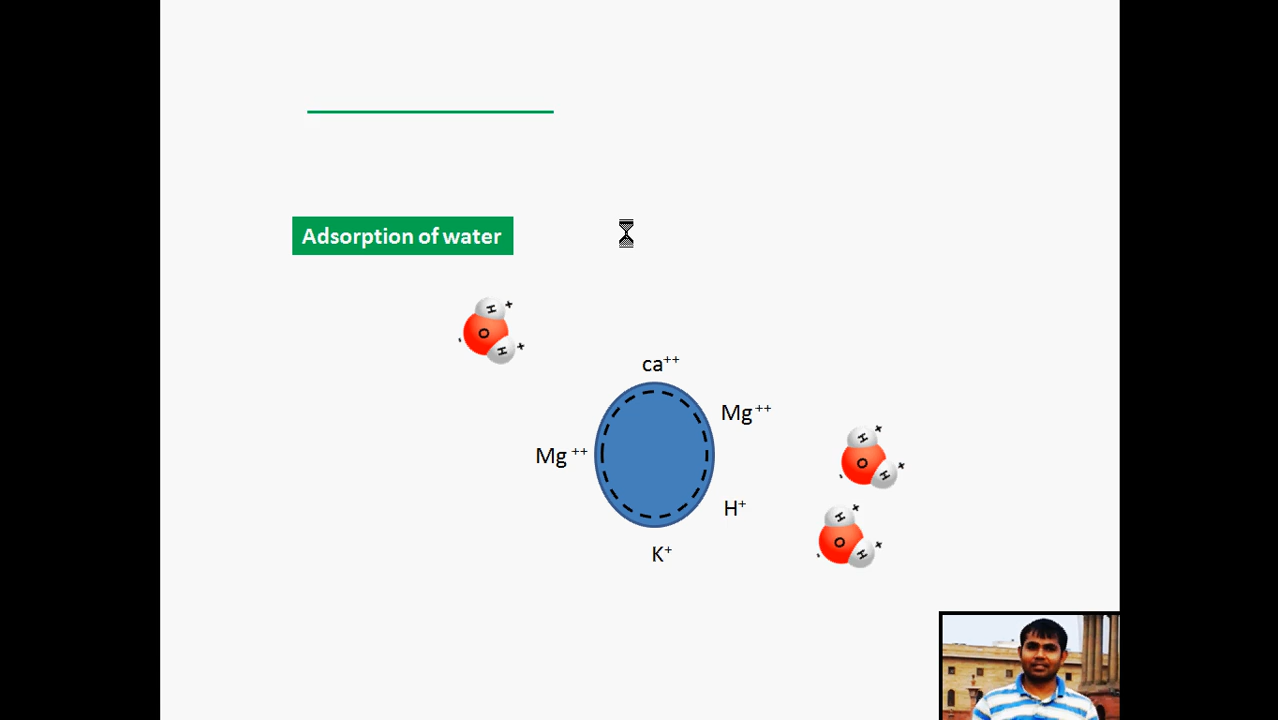 Adsorption of water
H +
O
H +
-
ca++
Mg ++
Mg ++
H +
O
H +
-
H+
H +
O
H +
-
K+